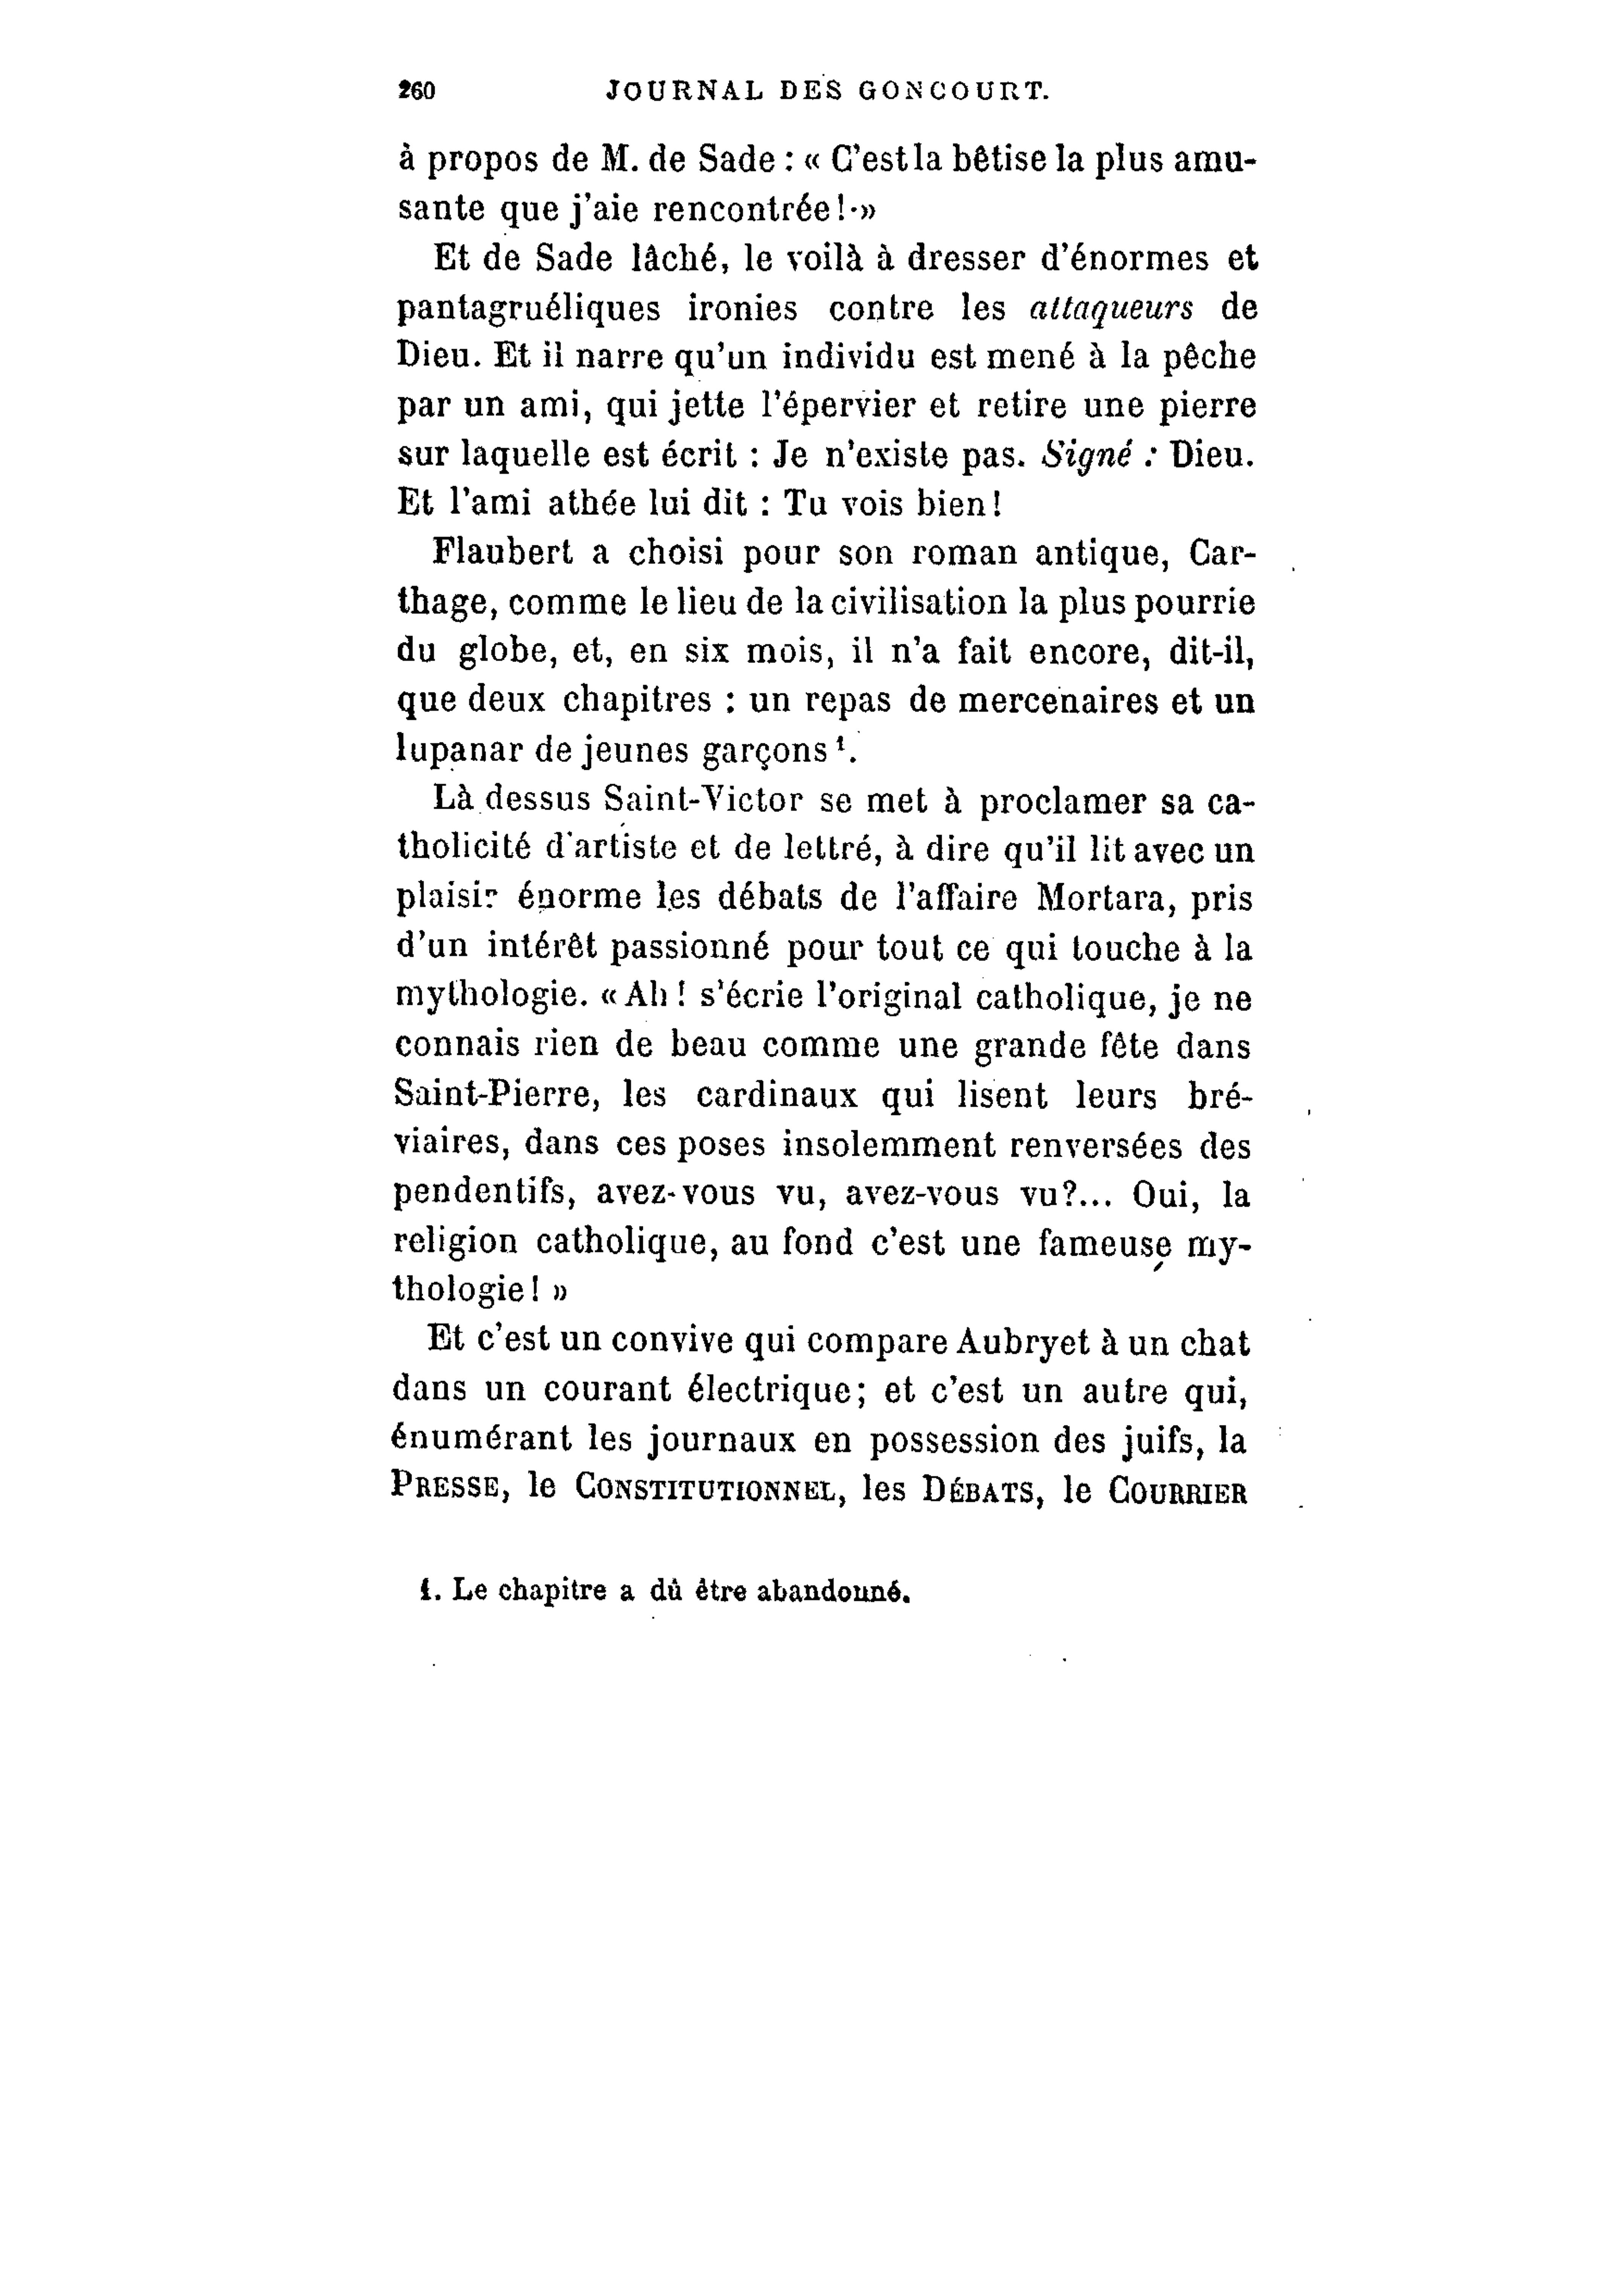 260 JOURNAL DES GONCOURT.
à propos de M. de Sade : « C'est la bêtise la plus amu-
sante que j'aie rencontrée ! »
Et de Sade lâché, le voilà à dresser d'énormes et
pantagruéliques ironies contre les attaqueurs de
Dieu. Et il narre qu'un individu est mené à la pêche
par un ami, qui jette l'épervier et retire une pierre
sur laquelle est écrit : Je n'existe pas. Signé : Dieu.
Et l'ami athée lui dit : Tu vois bien !
Flaubert a choisi pour son roman antique, Car-
thage, comme le lieu de la civilisation la plus pourrie
du globe, et, en six mois, il n'a fait encore, dit-il,
que deux chapitres : un repas de mercenaires et un
lupanar de jeunes garçons ¹.
Là dessus Saint-Victor se met à proclamer sa ca-
tholicité d'artiste et de lettré, à dire qu'il lit avec un
plaisir énorme les débats de l'affaire Mortara, pris
d'un intérêt passionné pour tout ce qui touche à la
mythologie. « Ah ! s'écrie l'original catholique, je ne
connais rien de beau comme une grande fête dans
Saint-Pierre, les cardinaux qui lisent leurs bré-
viaires, dans ces poses insolemment renversées des
pendentifs, avez-vous vu, avez-vous vu?... Oui, la
religion catholique, au fond c'est une fameuse my-
thologie ! »
Et c'est un convive qui compare Aubryet à un chat
dans un courant électrique; et c'est un autre qui,
énumérant les journaux en possession des juifs, la
PRESSE, le CONSTITUTIONNEL, les DÉBATS, le COURRIER
1. Le chapitre a dû être abandonné.